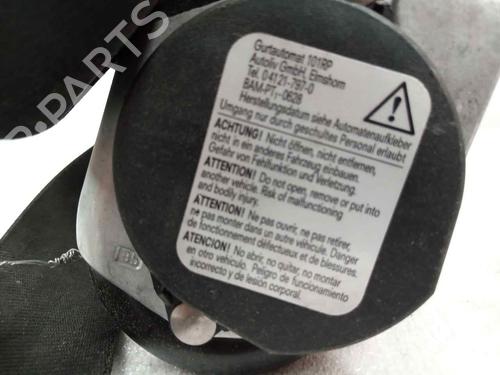 Gurtautomat 101RP
Autoliv GmbH, Elmshorn
Tel. 04121-797-0
BAM-PT1-0628
Herstellungsdatum siehe Automatenaufkleber
Umgang nur durch geschultes Personal erlaubt
ACHTUNG! Nicht öffnen, nicht entfernen,
nicht in ein anderes Fahrzeug einbauen.
Gefahr von Fehlfunktion und Verletzung.
ATTENTION! Do not open, remove or put into
another vehicle. Risk of malfunctioning
and bodily injury.
ATTENTION! Ne pas ouvrir, ne pas retirer,
ne pas monter dans un autre véhicule. Danger
de fonctionnement défectueux et de blessures.
ATENCION! No abrir, no quitar, no montar
en otro vehículo. Peligro de funcionamiento
incorrecto y de lesión corporal.
B-PARTS